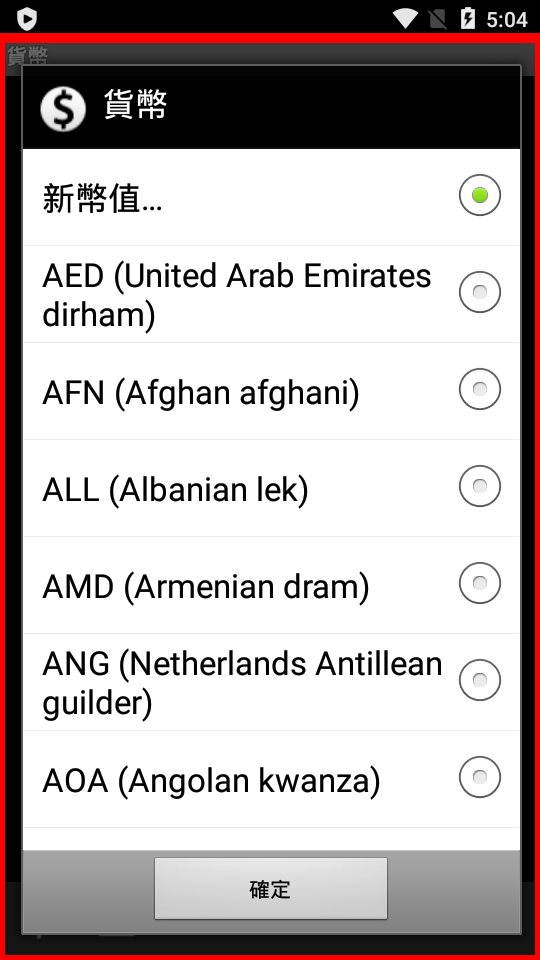 5:04
貨幣
貨幣
新幣值...
AED (United Arab Emirates
dirham)
AFN (Afghan afghani)
ALL (Albanian lek)
AMD (Armenian dram)
ANG (Netherlands Antillean
guilder)
AOA (Angolan kwanza)
確定